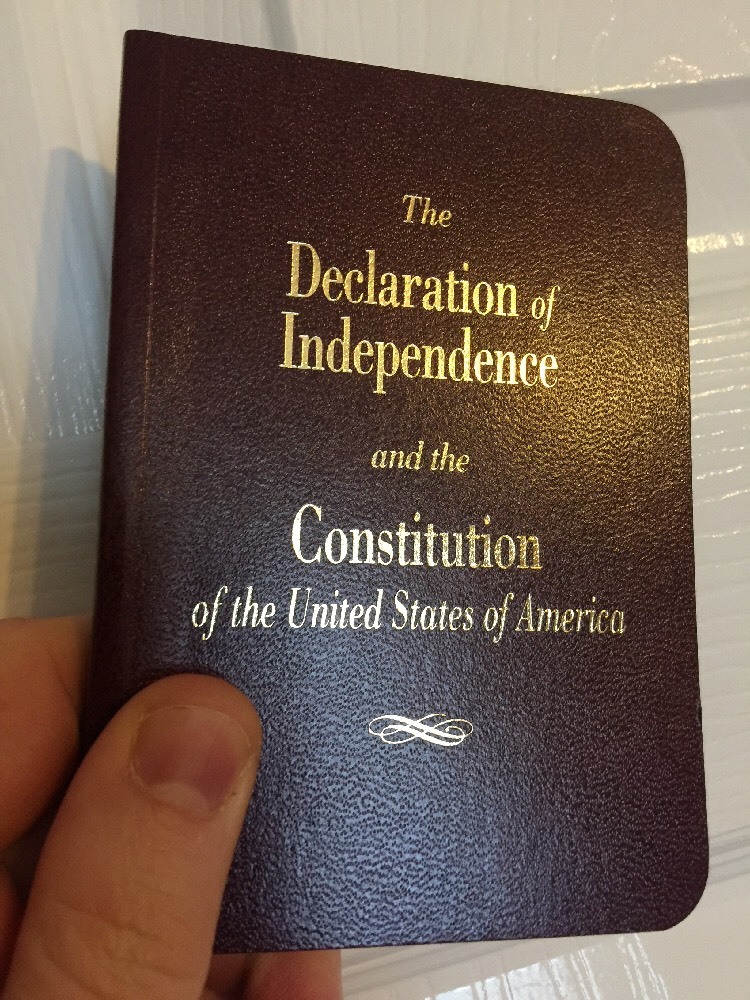 The
Declaration of
Independence
and the
Constitution
of the United States of America